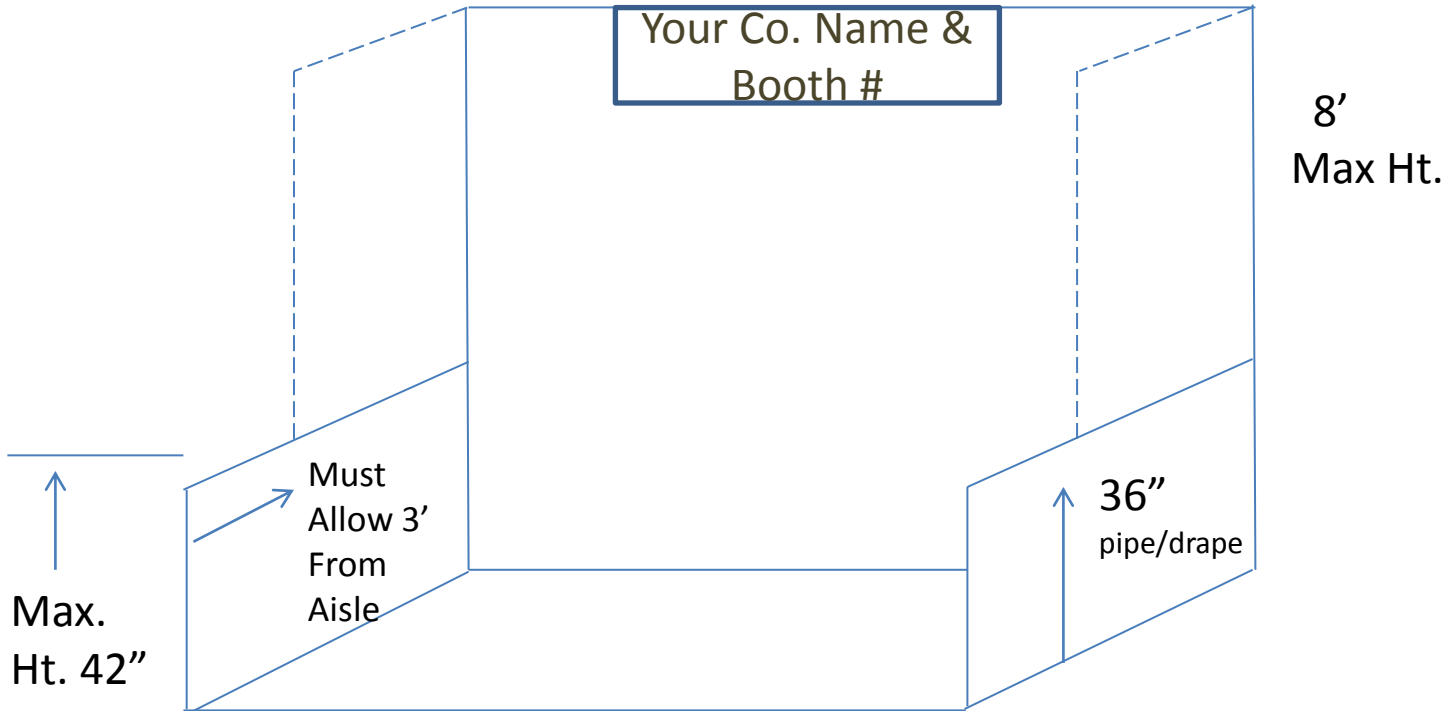 Your Co. Name &
Booth #
8’
Max Ht.
Must
Allow 3’
From
Aisle
36”
pipe/drape
Max.
Ht. 42”